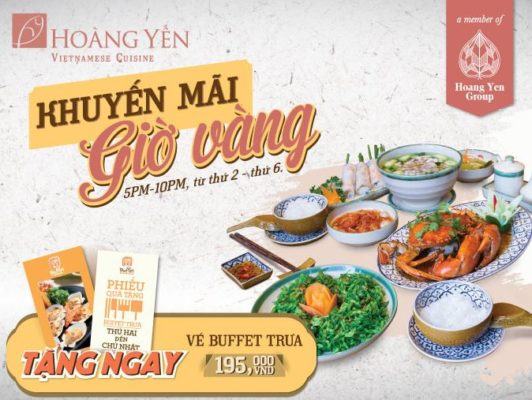 HOÀNG YẾN
VIETNAMESE CUISINE
a member of
Hoang Yen
Group
KHUYẾN MÃI
Giờ vàng
5PM-10PM, từ thứ 2 - thứ 6.
PHIẾU
QUÀ TẶNG
BUFFET TRƯA
THỨ HAI
ĐẾN
CHỦ NHẬT
TẶNG NGAY
VÉ BUFFET TRƯA
195,000
VND